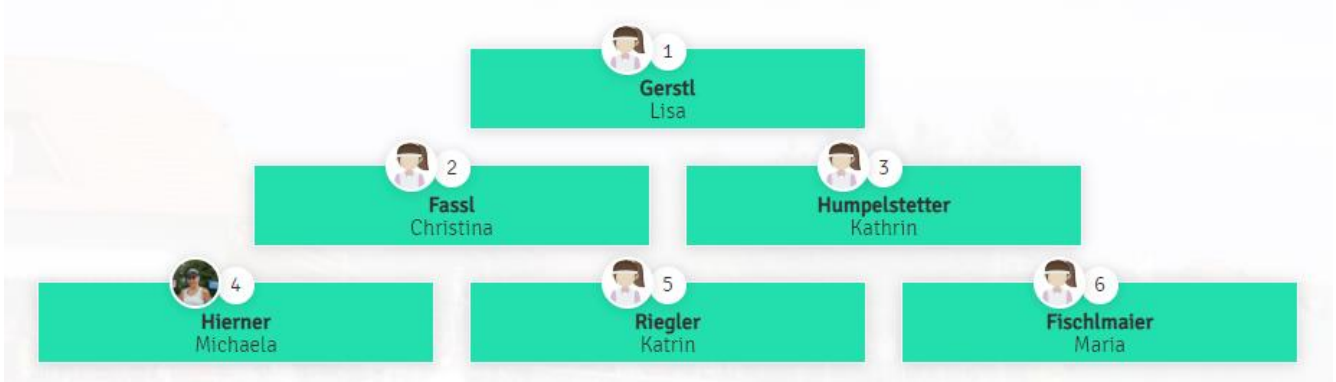 1
Gerstl
Lisa
2
Fassl
Christina
3
Humpelstetter
Kathrin
4
Hierner
Michaela
5
Riegler
Katrin
6
Fischlmaier
Maria